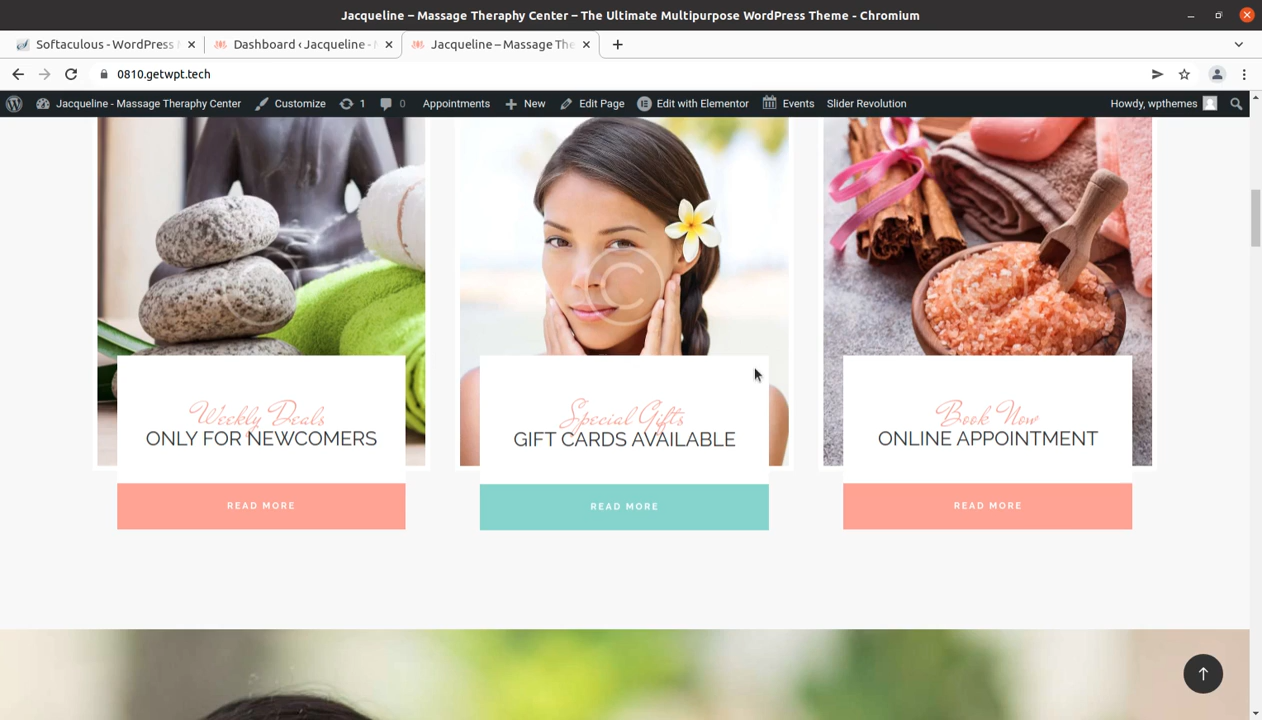 Jacqueline – Massage Theraphy Center – The Ultimate Multipurpose WordPress Theme - Chromium
Softaculous - WordPress
Dashboard ‹ Jacqueline -
Jacqueline – Massage The
0810.getwpt.tech
Jacqueline - Massage Theraphy Center
Customize
1
0
Appointments
New
Edit Page
Edit with Elementor
Events
Slider Revolution
Howdy, wpthemes
Weekly Deals
ONLY FOR NEWCOMERS
READ MORE
Special Gifts
GIFT CARDS AVAILABLE
READ MORE
Book Now
ONLINE APPOINTMENT
READ MORE